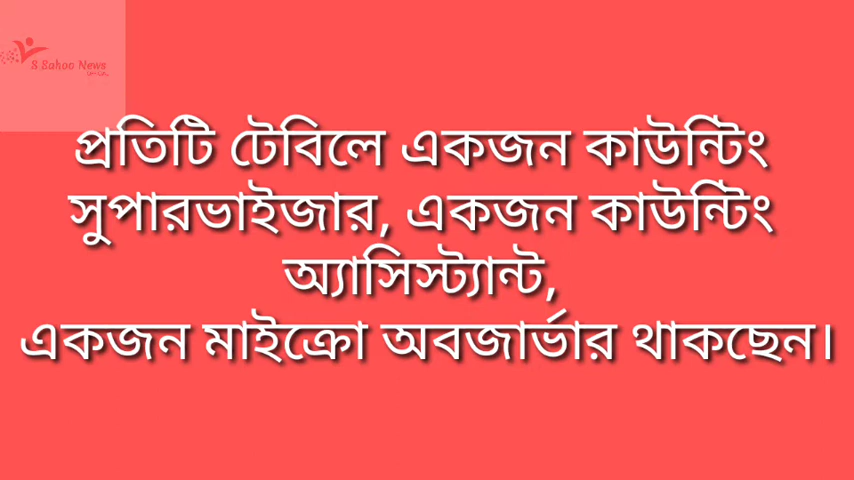 S Sahoo News
প্রতিটি টেবিলে একজন কাউন্টিং
সুপারভাইজার, একজন কাউন্টিং
অ্যাসিস্ট্যান্ট,
একজন মাইক্রো অবজার্ভার থাকছেন।